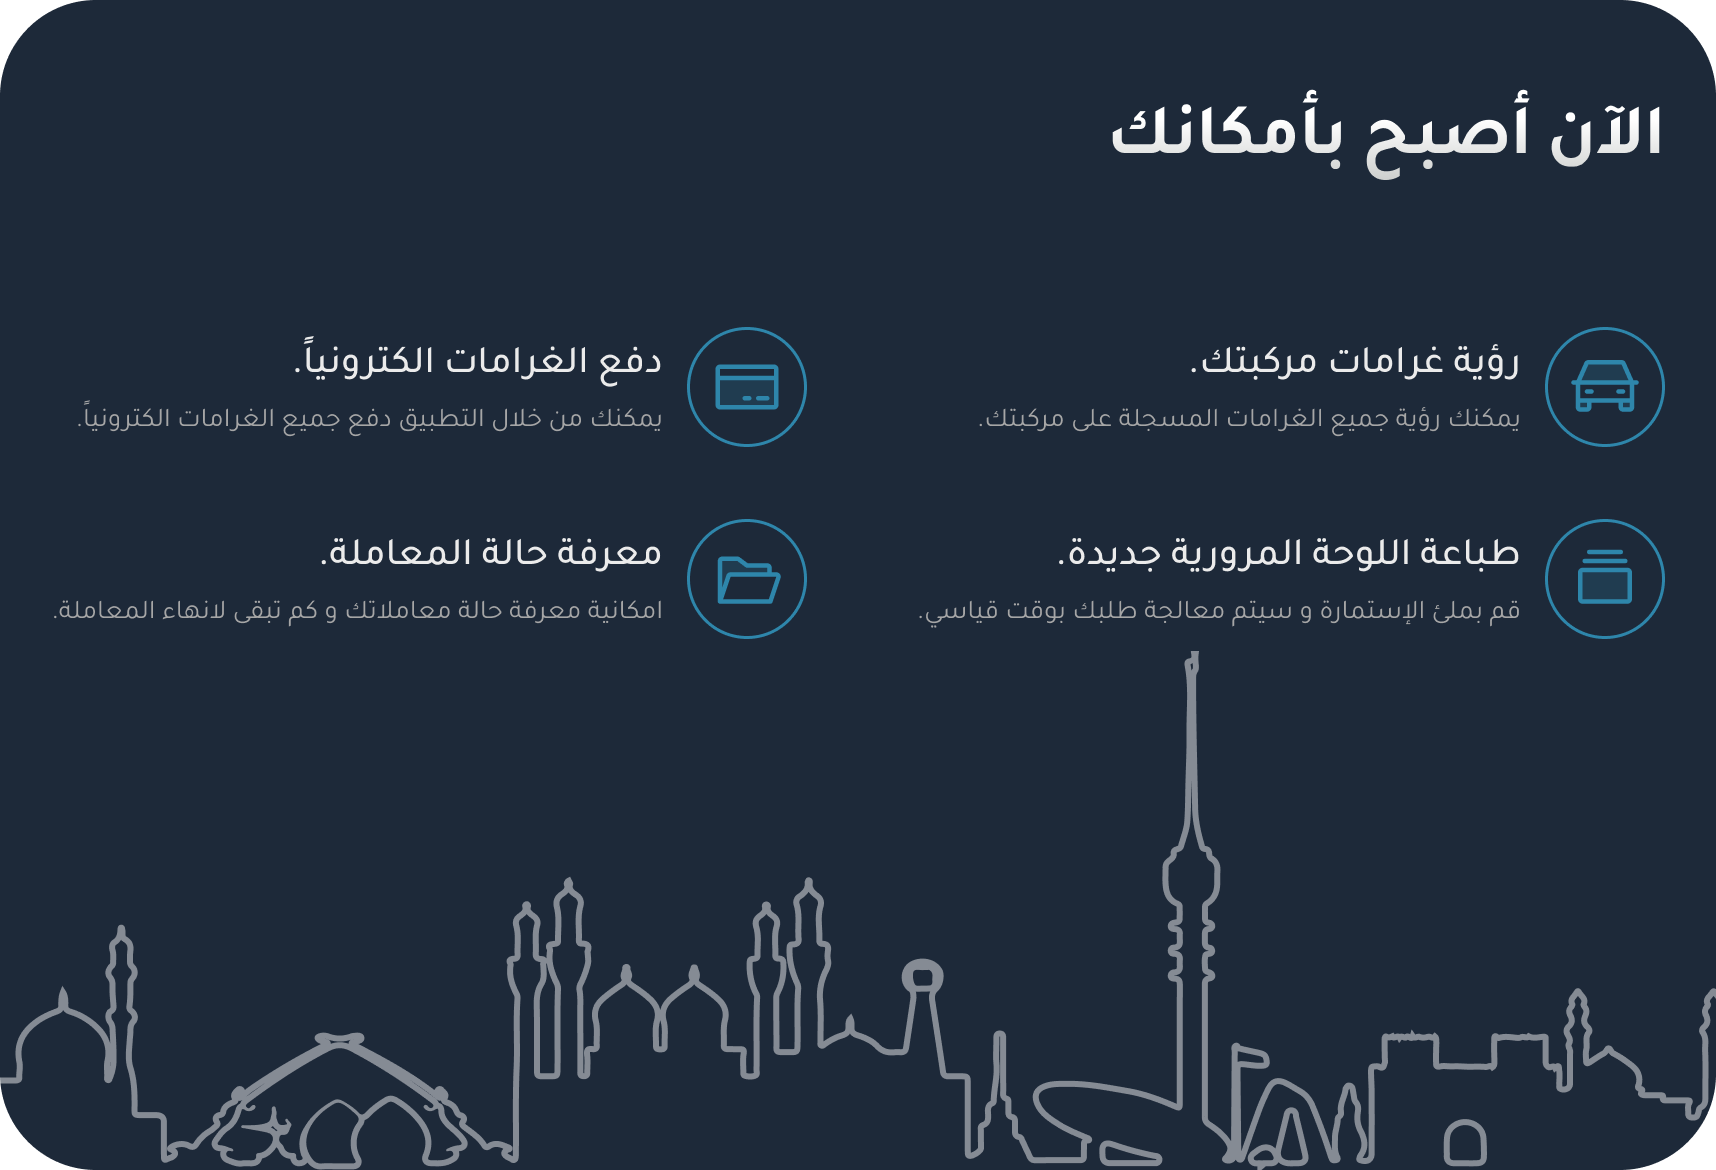 الآن أصبح بأمكانك
رؤية غرامات مركبتك.
يمكنك رؤية جميع الغرامات المسجلة على مركبتك.
دفع الغرامات الكترونياً.
يمكنك من خلال التطبيق دفع جميع الغرامات الكترونياً.
طباعة اللوحة المرورية جديدة.
قم بملئ الإستمارة و سيتم معالجة طلبك بوقت قياسي.
معرفة حالة المعاملة.
امكانية معرفة حالة معاملاتك و كم تبقى لانهاء المعاملة.